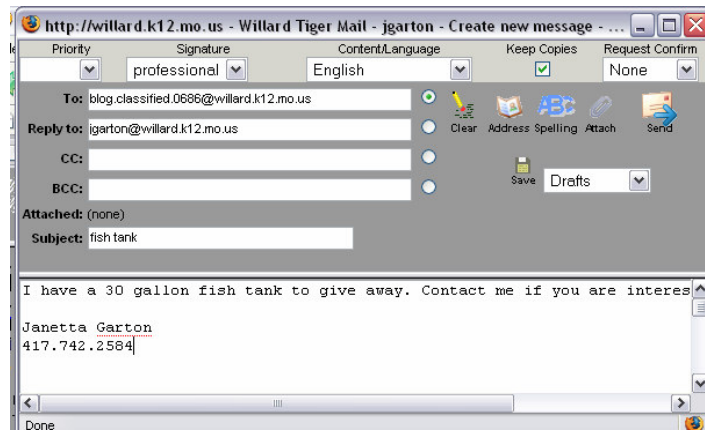 http://willard.k12.mo.us - Willard Tiger Mail - jgarton - Create new message - ...
Priority Signature Content/Language Keep Copies Request Confirm
professional English None
To: blog.classified.0686@willard.k12.mo.us
Reply to: jgarton@willard.k12.mo.us
Clear Address Spelling Attach Send
CC:
BCC:
Save Drafts
Attached: (none)
Subject: fish tank
I have a 30 gallon fish tank to give away. Contact me if you are interes
Janetta Garton
417.742.2584
Done